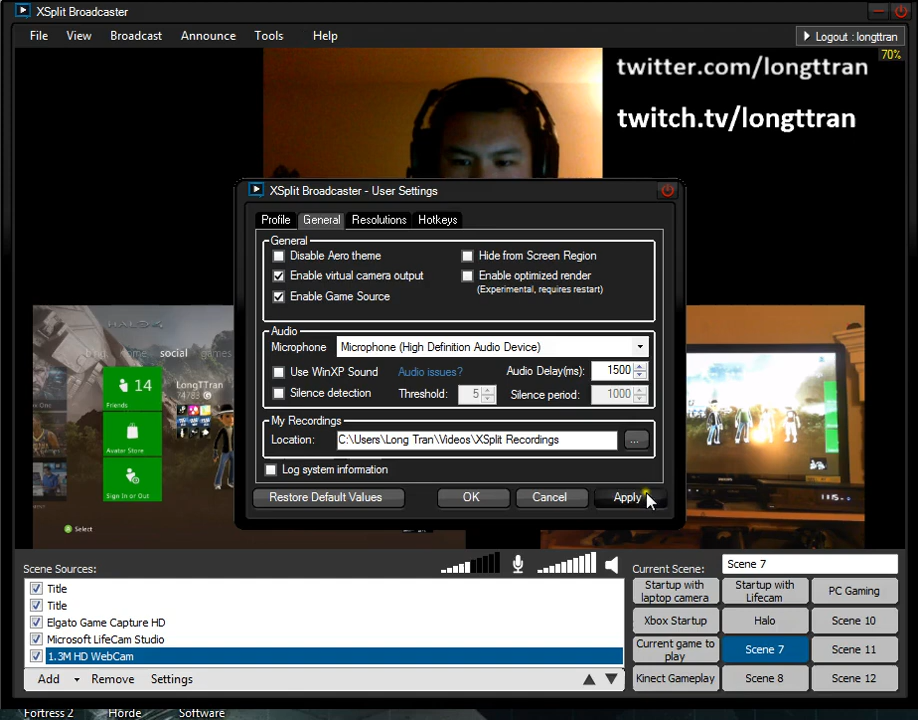 XSplit Broadcaster
File View Broadcast Announce Tools Help Logout : longttran
70%
twitter.com/longttran
twitch.tv/longttran
XSplit Broadcaster - User Settings
Profile General Resolutions Hotkeys
General
Disable Aero theme Hide from Screen Region
Enable virtual camera output Enable optimized render
Enable Game Source (Experimental, requires restart)
Audio
Microphone Microphone (High Definition Audio Device)
Use WinXP Sound Audio issues? Audio Delay(ms): 1500
Silence detection Threshold: 5 Silence period: 1000
My Recordings
Location: C:\Users\Long Tran\Videos\XSplit Recordings ...
Log system information
Restore Default Values OK Cancel Apply
HALO 4
bing home social games
14
Friends
LongTTran
74783
Avatar Store
Sign In or Out
Select
Scene Sources:
Title
Title
Elgato Game Capture HD
Microsoft LifeCam Studio
1.3M HD WebCam
Add Remove Settings
Current Scene: Scene 7
Startup with laptop camera
Startup with Lifecam
PC Gaming
Xbox Startup Halo Scene 10
Current game to play
Scene 7 Scene 11
Kinect Gameplay Scene 8 Scene 12
Fortress 2 Hörde Software